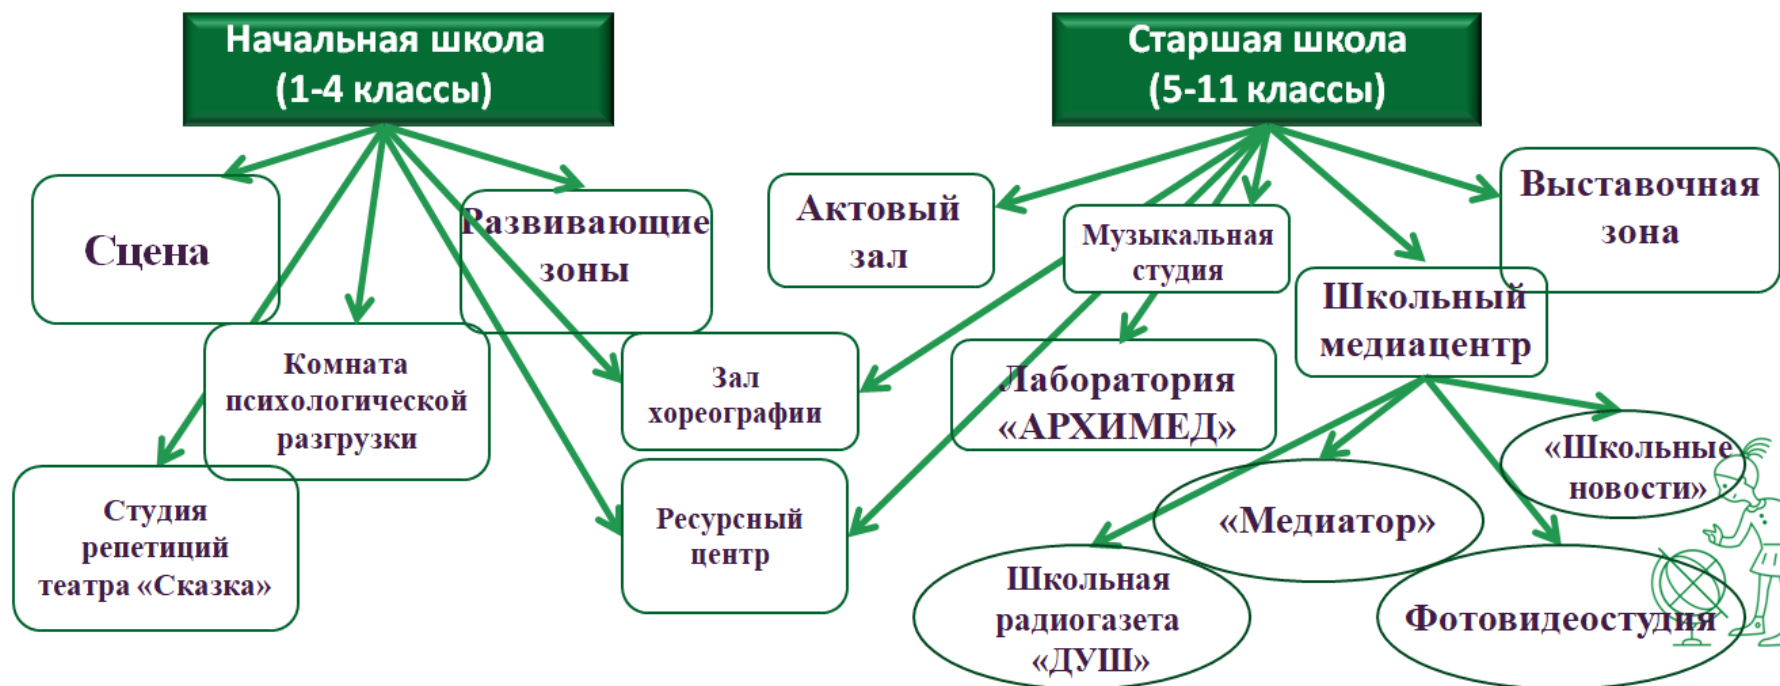 Начальная школа
(1-4 классы)
Старшая школа
(5-11 классы)
Сцена
Развивающие
зоны
Актовый
зал
Музыкальная
студия
Выставочная
зона
Школьный
медиацентр
Комната
психологической
разгрузки
Зал
хореографии
Лаборатория
«АРХИМЕД»
Студия
репетиций
театра «Сказка»
Ресурсный
центр
«Школьные
новости»
«Медиатор»
Школьная
радиогазета
«ДУШ»
Фотовидеостудия